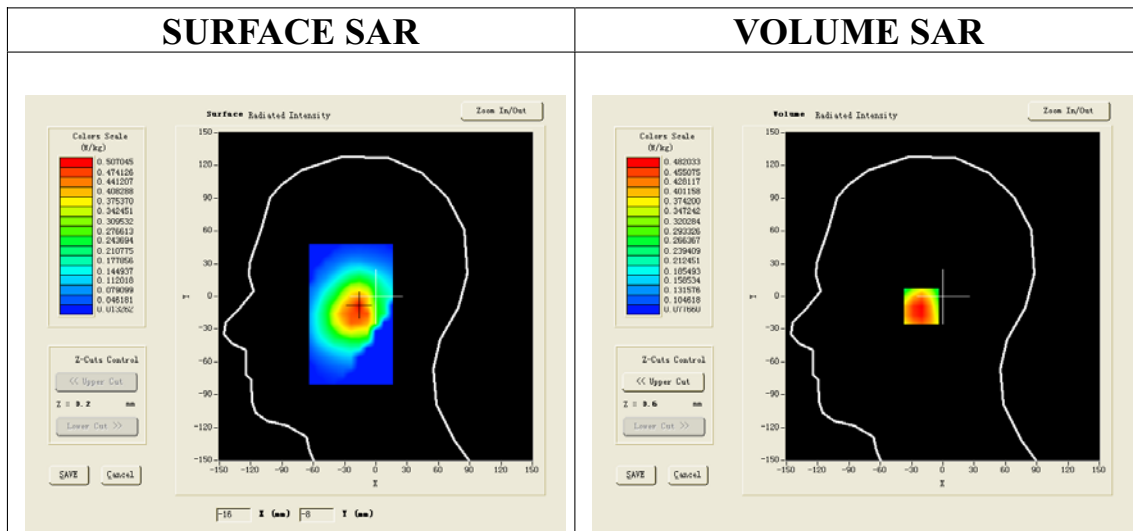 SURFACE SAR
VOLUME SAR
Surface Radiated Intensity
Zoom In/Out
Colors Scale
(W/kg)
0.507045
0.474126
0.441207
0.408288
0.375370
0.342451
0.309532
0.276613
0.243694
0.210775
0.177856
0.144937
0.112018
0.079099
0.046181
0.013262
150
120
90
60
30
0
-30
-60
-90
-120
-150
Y
-150 -120 -90 -60 -30 0 30 60 90 120 150
X
Z-Cuts Control
<< Upper Cut
Z = 0.2 mm
Lower Cut >>
SAVE Cancel
-16 X (mm) -8 Y (mm)
Volume Radiated Intensity
Zoom In/Out
Colors Scale
(W/kg)
0.482033
0.455075
0.428117
0.401158
0.374200
0.347242
0.320284
0.293326
0.266367
0.239409
0.212451
0.185493
0.158534
0.131576
0.104618
0.077660
150
120
90
60
30
0
-30
-60
-90
-120
-150
Y
-150 -120 -90 -60 -30 0 30 60 90 120 150
X
Z-Cuts Control
<< Upper Cut
Z = 0.6 mm
Lower Cut >>
SAVE Cancel